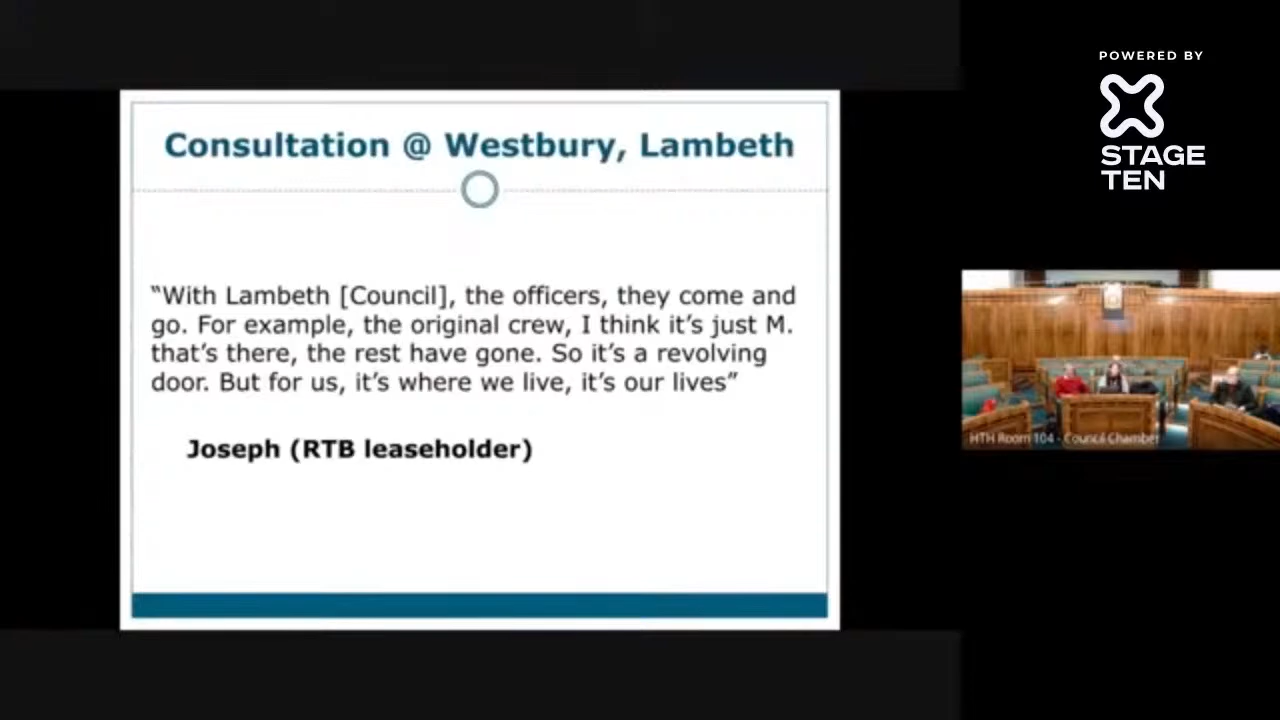 Consultation @ Westbury, Lambeth
“With Lambeth [Council], the officers, they come and
go. For example, the original crew, I think it’s just M.
that’s there, the rest have gone. So it’s a revolving
door. But for us, it’s where we live, it’s our lives”
Joseph (RTB leaseholder)
POWERED BY
STAGE
TEN
HTH Room 104 - Council Chamber